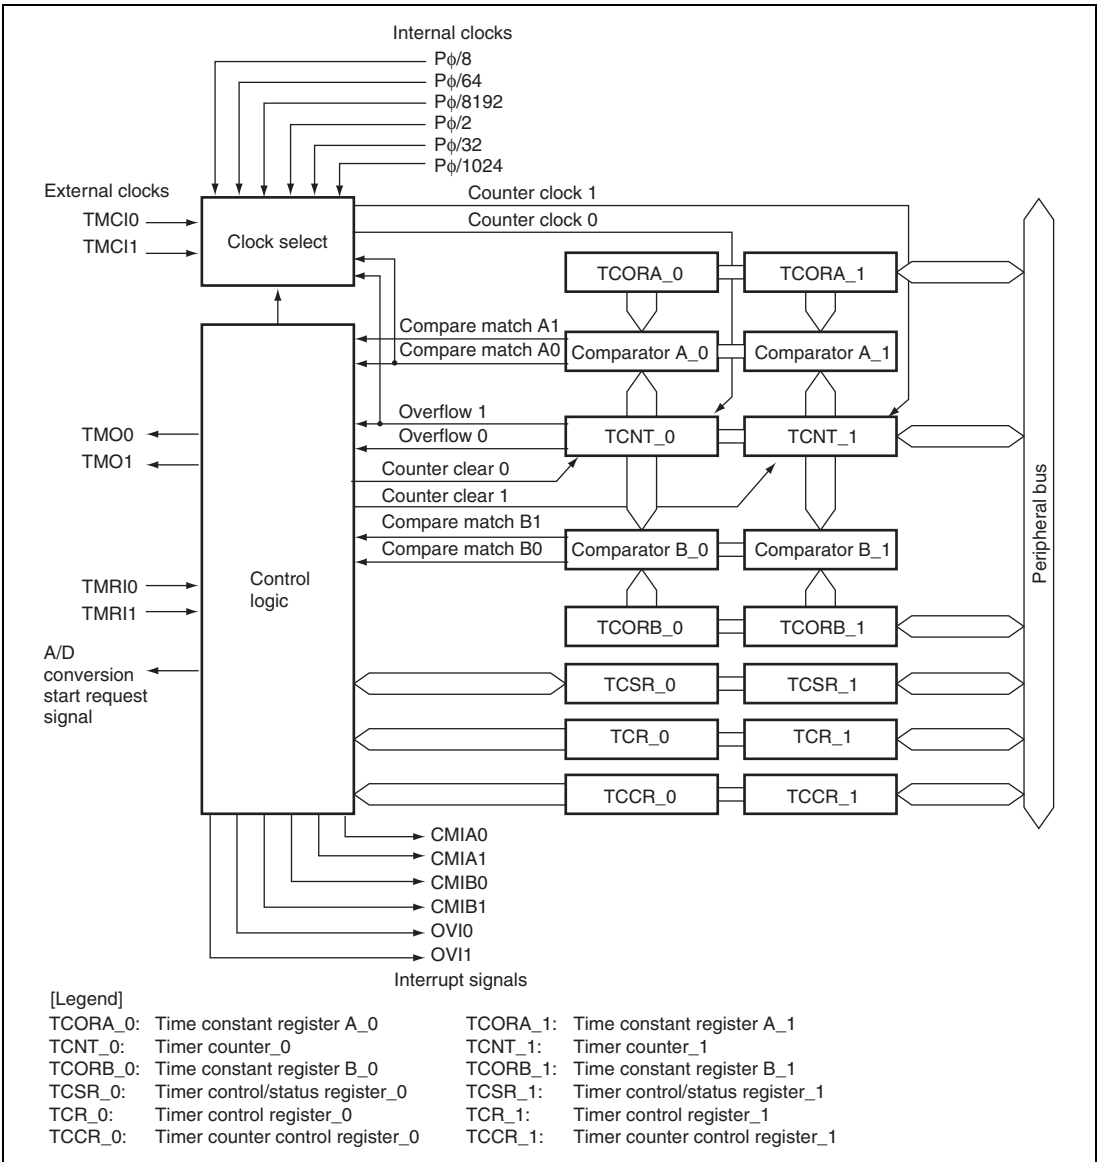 Internal clocks
Pϕ/8
Pϕ/64
Pϕ/8192
Pϕ/2
Pϕ/32
Pϕ/1024
External clocks
TMCI0
TMCI1
Clock select
Counter clock 1
Counter clock 0
TCORA_0
TCORA_1
Compare match A1
Compare match A0
Comparator A_0
Comparator A_1
Overflow 1
Overflow 0
TCNT_0
TCNT_1
TMO0
TMO1
Counter clear 0
Counter clear 1
Compare match B1
Compare match B0
Comparator B_0
Comparator B_1
Peripheral bus
Control
logic
TMRI0
TMRI1
TCORB_0
TCORB_1
A/D
conversion
start request
signal
TCSR_0
TCSR_1
TCR_0
TCR_1
TCCR_0
TCCR_1
CMIA0
CMIA1
CMIB0
CMIB1
OVI0
OVI1
Interrupt signals
[Legend]
TCORA_0: Time constant register A_0 TCORA_1: Time constant register A_1
TCNT_0: Timer counter_0 TCNT_1: Timer counter_1
TCORB_0: Time constant register B_0 TCORB_1: Time constant register B_1
TCSR_0: Timer control/status register_0 TCSR_1: Timer control/status register_1
TCR_0: Timer control register_0 TCR_1: Timer control register_1
TCCR_0: Timer counter control register_0 TCCR_1: Timer counter control register_1